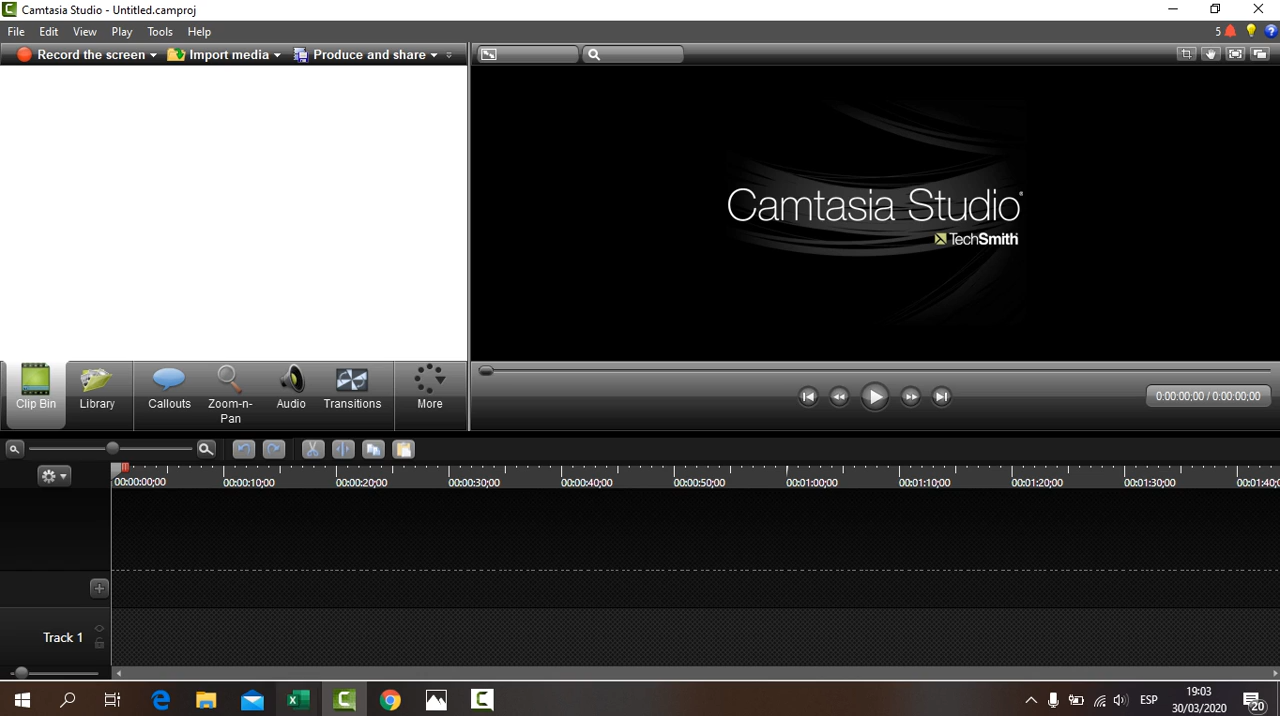 Camtasia Studio - Untitled.camproj
File Edit View Play Tools Help
5
Record the screen Import media Produce and share
Camtasia Studio®
TechSmith
Clip Bin Library Callouts Zoom-n-Pan Audio Transitions More
0:00:00;00 / 0:00:00;00
00:00:00;00 00:00:10;00 00:00:20;00 00:00:30;00 00:00:40;00 00:00:50;00 00:01:00;00 00:01:10;00 00:01:20;00 00:01:30;00 00:01:40;0
Track 1
ESP
19:03
30/03/2020
20